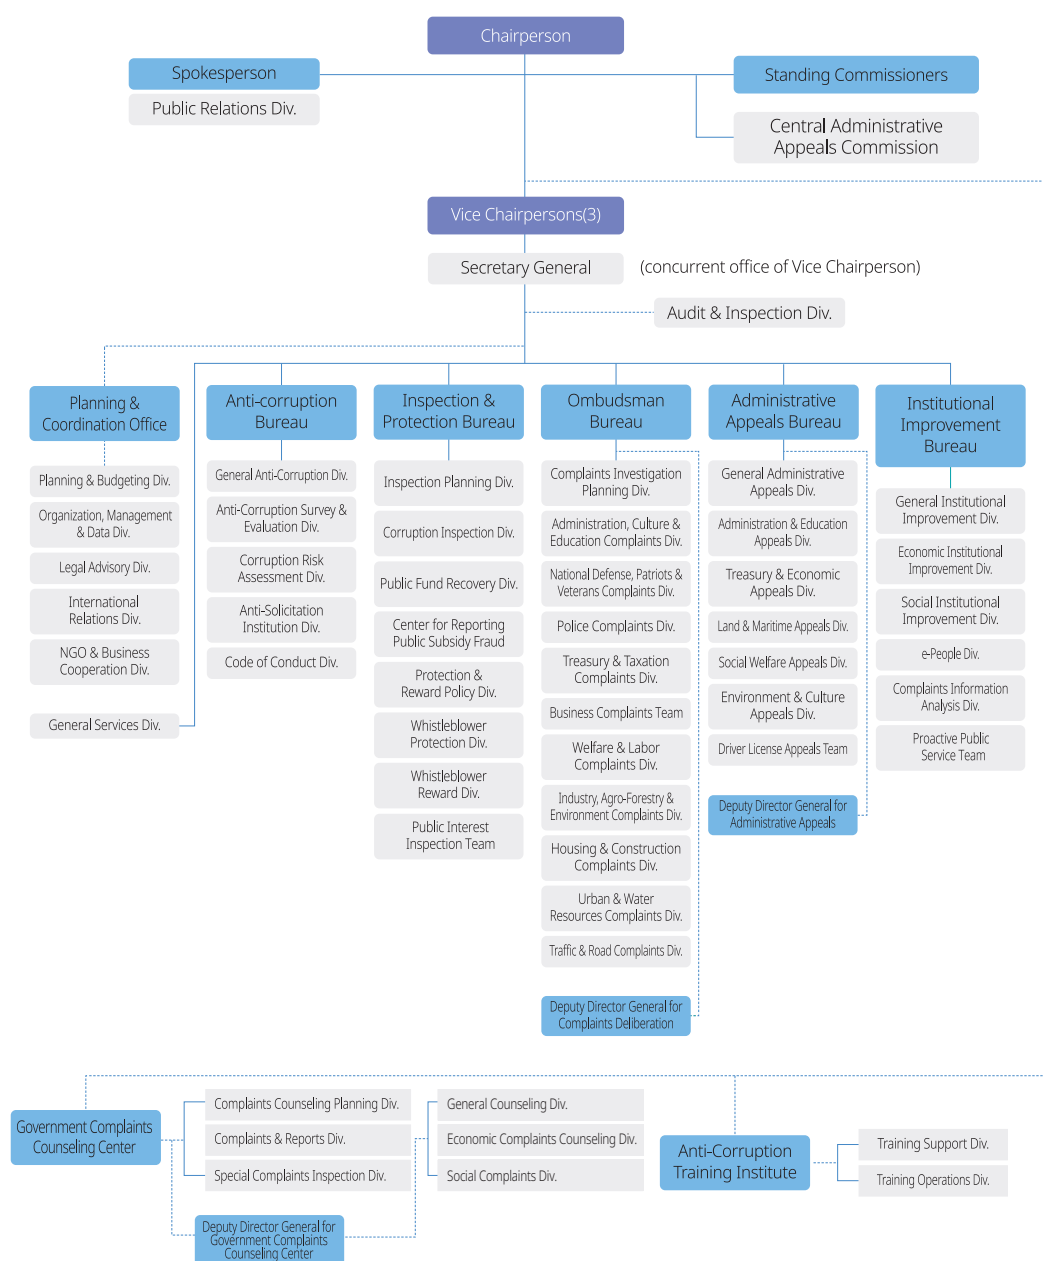 Chairperson
Spokesperson
Public Relations Div.
Standing Commissioners
Central Administrative
Appeals Commission
Vice Chairpersons(3)
Secretary General
(concurrent office of Vice Chairperson)
Audit & Inspection Div.
Planning &
Coordination Office
Planning & Budgeting Div.
Organization, Management
& Data Div.
Legal Advisory Div.
International
Relations Div.
NGO & Business
Cooperation Div.
General Services Div.
Anti-corruption
Bureau
General Anti-Corruption Div.
Anti-Corruption Survey &
Evaluation Div.
Corruption Risk
Assessment Div.
Anti-Solicitation
Institution Div.
Code of Conduct Div.
Inspection &
Protection Bureau
Inspection Planning Div.
Corruption Inspection Div.
Public Fund Recovery Div.
Center for Reporting
Public Subsidy Fraud
Protection &
Reward Policy Div.
Whistleblower
Protection Div.
Whistleblower
Reward Div.
Public Interest
Inspection Team
Ombudsman
Bureau
Complaints Investigation
Planning Div.
Administration, Culture &
Education Complaints Div.
National Defense, Patriots &
Veterans Complaints Div.
Police Complaints Div.
Treasury & Taxation
Complaints Div.
Business Complaints Team
Welfare & Labor
Complaints Div.
Industry, Agro-Forestry &
Environment Complaints Div.
Housing & Construction
Complaints Div.
Urban & Water
Resources Complaints Div.
Traffic & Road Complaints Div.
Deputy Director General for
Complaints Deliberation
Administrative
Appeals Bureau
General Administrative
Appeals Div.
Administration & Education
Appeals Div.
Treasury & Economic
Appeals Div.
Land & Maritime Appeals Div.
Social Welfare Appeals Div.
Environment & Culture
Appeals Div.
Driver License Appeals Team
Deputy Director General for
Administrative Appeals
Institutional
Improvement
Bureau
General Institutional
Improvement Div.
Economic Institutional
Improvement Div.
Social Institutional
Improvement Div.
e-People Div.
Complaints Information
Analysis Div.
Proactive Public
Service Team
Government Complaints
Counseling Center
Complaints Counseling Planning Div.
Complaints & Reports Div.
Special Complaints Inspection Div.
Deputy Director General for
Government Complaints
Counseling Center
General Counseling Div.
Economic Complaints Counseling Div.
Social Complaints Div.
Anti-Corruption
Training Institute
Training Support Div.
Training Operations Div.